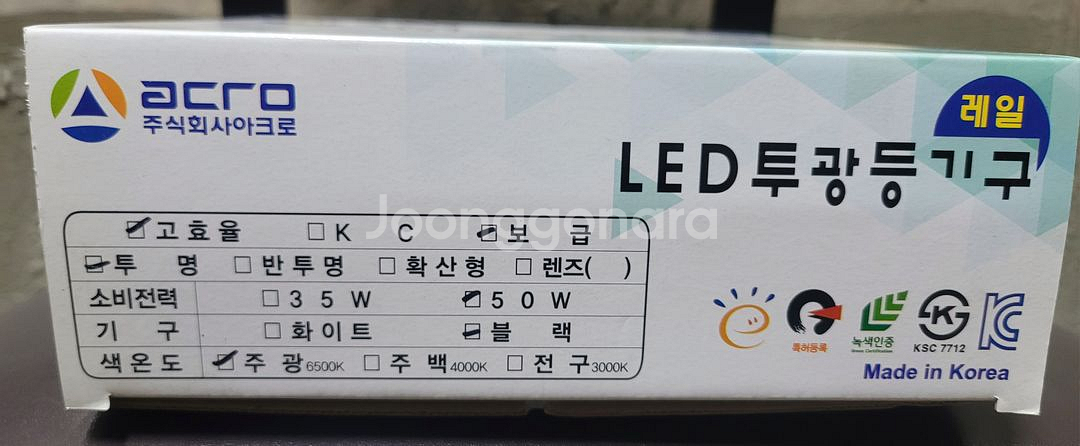 acro
주식회사아크로
레일
LED투광등기구
Joonggonara
고효율 KC 보급
투명 반투명 확산형 렌즈( )
소비전력 35W 50W
기구 화이트 블랙
색온도 주광6500K 주백4000K 전구3000K
특허등록
녹색인증
Green Certification
KS
KSC 7712
KC
Made in Korea